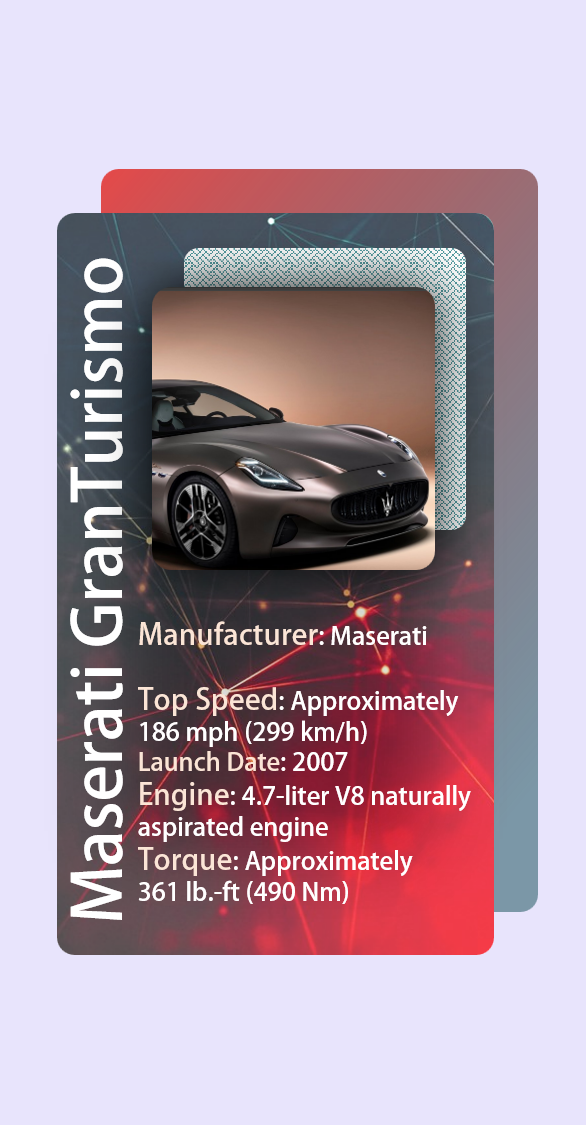 Maserati GranTurismo
Manufacturer: Maserati
Top Speed: Approximately
186 mph (299 km/h)
Launch Date: 2007
Engine: 4.7-liter V8 naturally
aspirated engine
Torque: Approximately
361 lb.-ft (490 Nm)